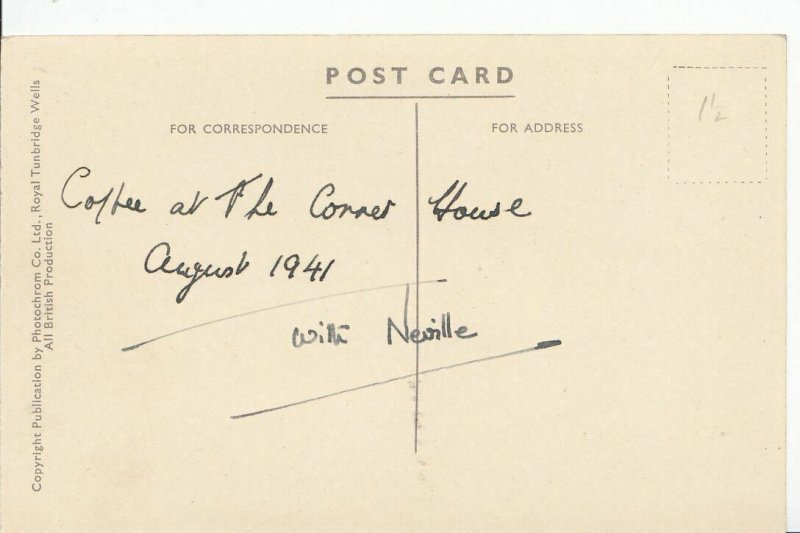 POST CARD
FOR CORRESPONDENCE
FOR ADDRESS
1½
Coffee at The Corner House
August 1941
with Neville
Copyright Publication by Photochrom Co. Ltd., Royal Tunbridge Wells
All British Production